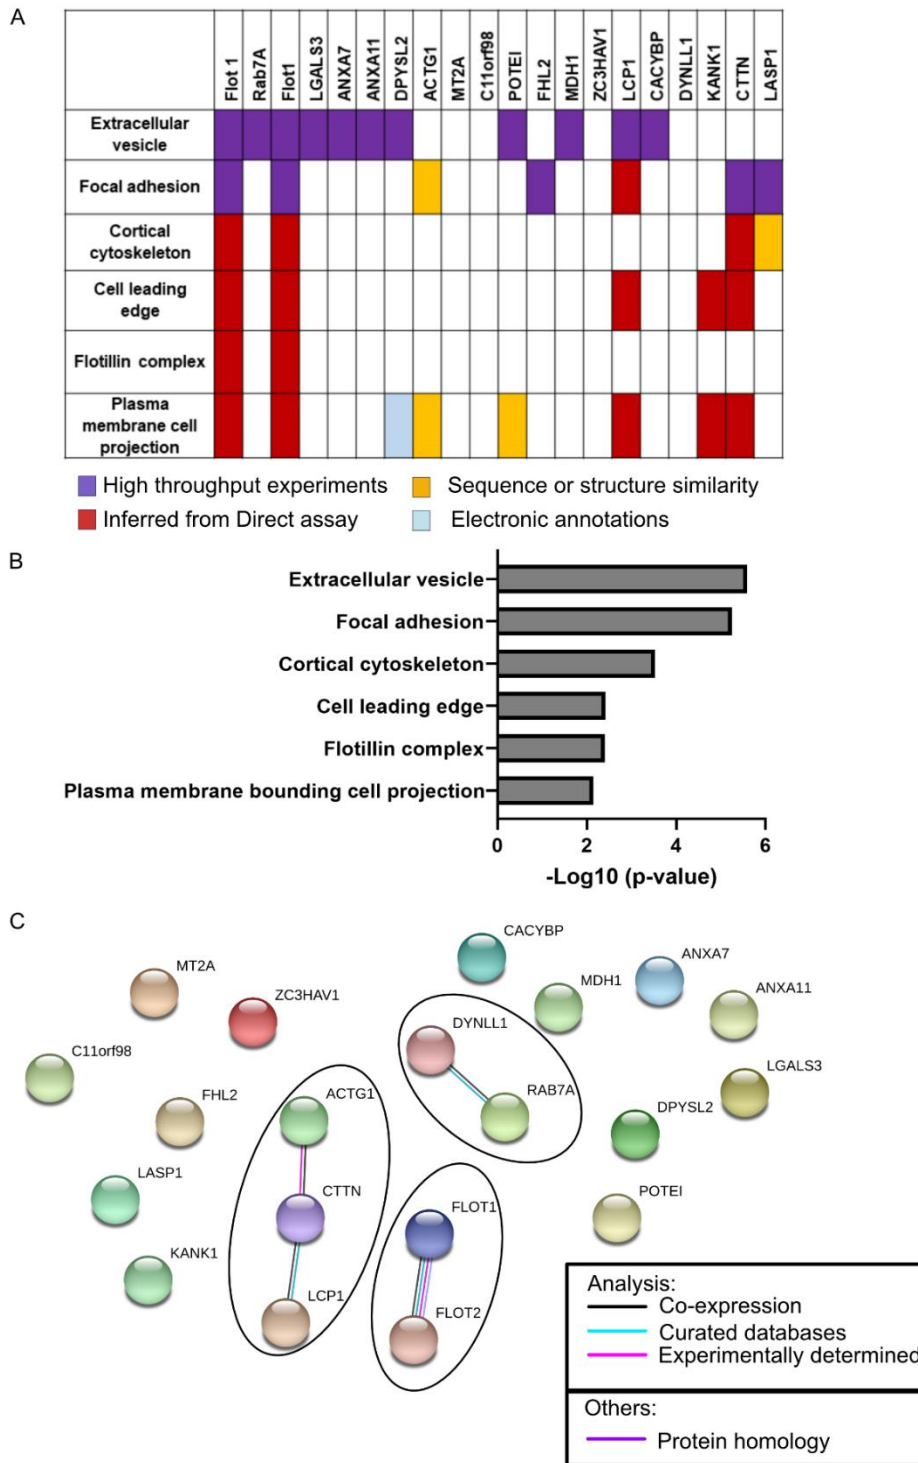 A
Flot 1
Rab7A
Flot1
LGALS3
ANXA7
ANXA11
DPYSL2
ACTG1
MT2A
C11orf98
POTEI
FHL2
MDH1
ZC3HAV1
LCP1
CACYBP
DYNLL1
KANK1
CTTN
LASP1
Extracellular
vesicle
Focal adhesion
Cortical
cytoskeleton
Cell leading
edge
Flotillin complex
Plasma
membrane cell
projection
High throughput experiments
Sequence or structure similarity
Inferred from Direct assay
Electronic annotations
B
Extracellular vesicle
Focal adhesion
Cortical cytoskeleton
Cell leading edge
Flotillin complex
Plasma membrane bounding cell projection
0 2 4 6
-Log10 (p-value)
C
CACYBP
MT2A
ANXA7
ZC3HAV1
MDH1
ANXA11
DYNLL1
C11orf98
LGALS3
ACTG1
RAB7A
FHL2
DPYSL2
LASP1
CTTN
FLOT1
POTEI
KANK1
LCP1
FLOT2
Analysis:
Co-expression
Curated databases
Experimentally determined
Others:
Protein homology